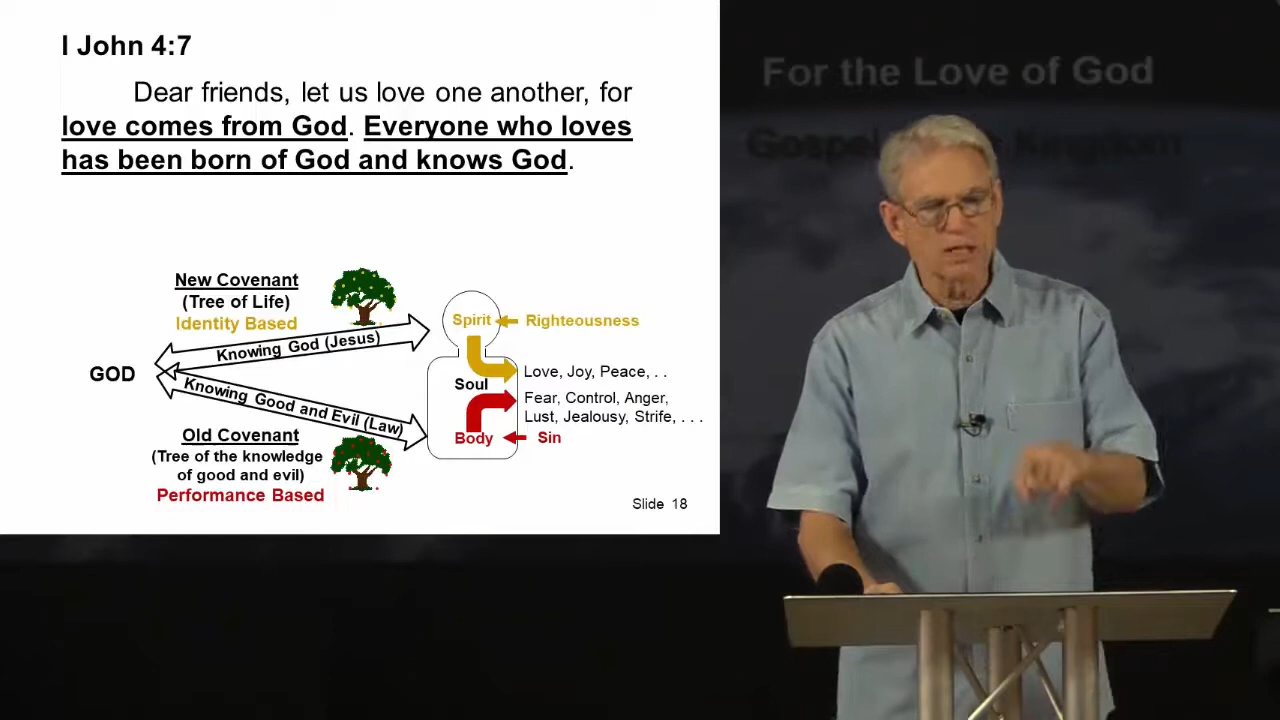 I John 4:7
Dear friends, let us love one another, for
love comes from God. Everyone who loves
has been born of God and knows God.
New Covenant
(Tree of Life)
Identity Based
Knowing God (Jesus)
GOD
Knowing Good and Evil (Law)
Old Covenant
(Tree of the knowledge
of good and evil)
Performance Based
Spirit
Righteousness
Love, Joy, Peace, . .
Soul
Fear, Control, Anger,
Lust, Jealousy, Strife, . . .
Body
Sin
Slide 18
For the Love of God
Gospel
Kingdom